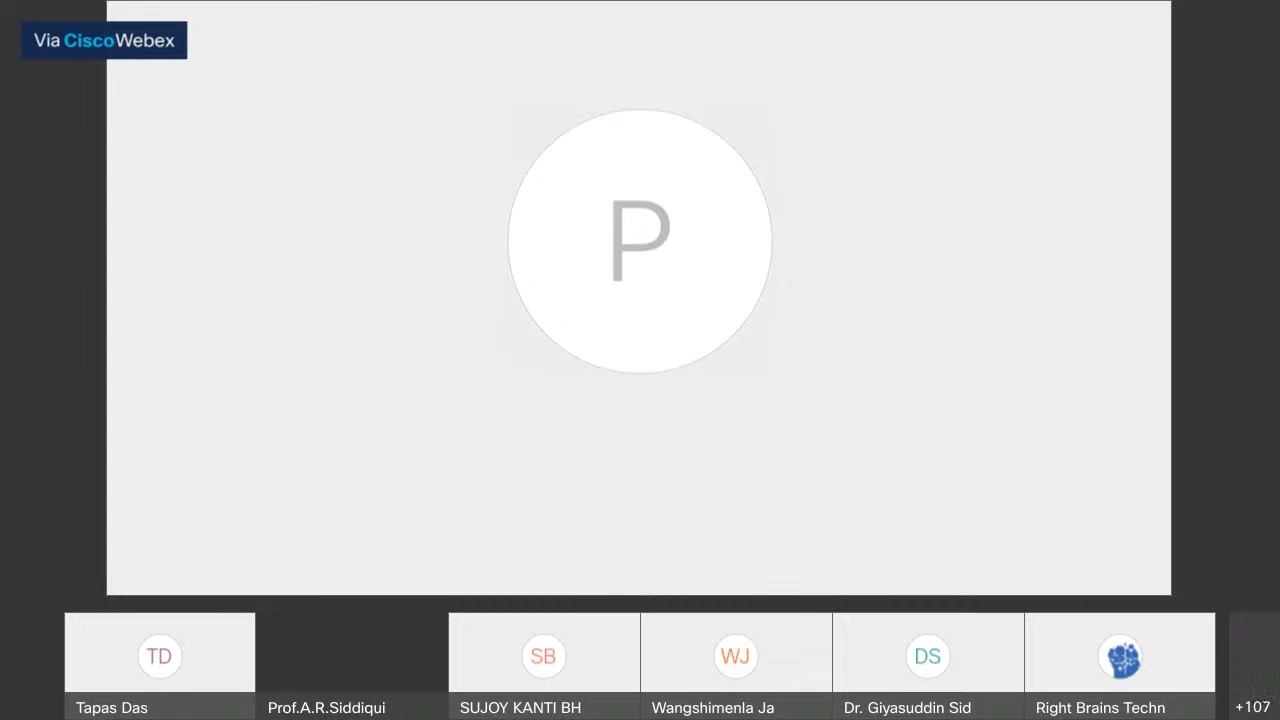 Via CiscoWebex
P
TD
SB
WJ
DS
Tapas Das
Prof.A.R.Siddiqui
SUJOY KANTI BH
Wangshimenla Ja
Dr. Giyasuddin Sid
Right Brains Techn
+107